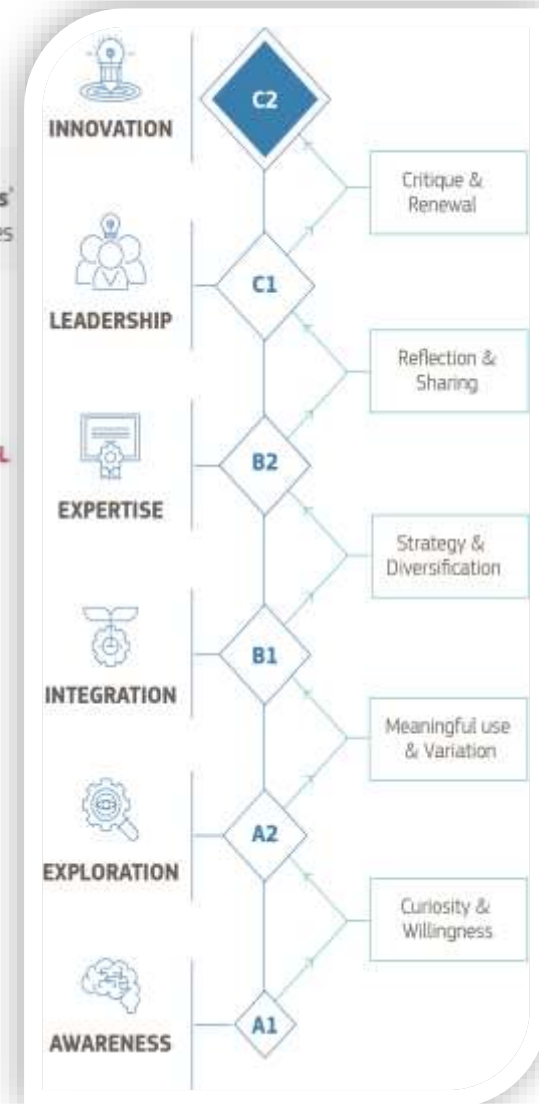 INNOVATION
C2
Critique &
Renewal
s'
es
LEADERSHIP
C1
Reflection &
Sharing
L
EXPERTISE
B2
Strategy &
Diversification
INTEGRATION
B1
Meaningful use
& Variation
EXPLORATION
A2
Curiosity &
Willingness
AWARENESS
A1